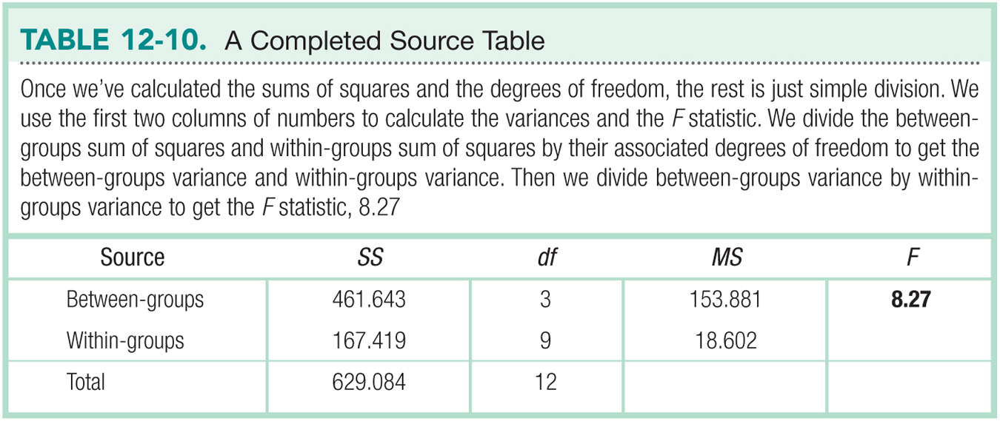 TABLE 12-10. A Completed Source Table
Once we’ve calculated the sums of squares and the degrees of freedom, the rest is just simple division. We
use the first two columns of numbers to calculate the variances and the F statistic. We divide the between-
groups sum of squares and within-groups sum of squares by their associated degrees of freedom to get the
between-groups variance and within-groups variance. Then we divide between-groups variance by within-
groups variance to get the F statistic, 8.27
Source SS df MS F
Between-groups 461.643 3 153.881 8.27
Within-groups 167.419 9 18.602
Total 629.084 12